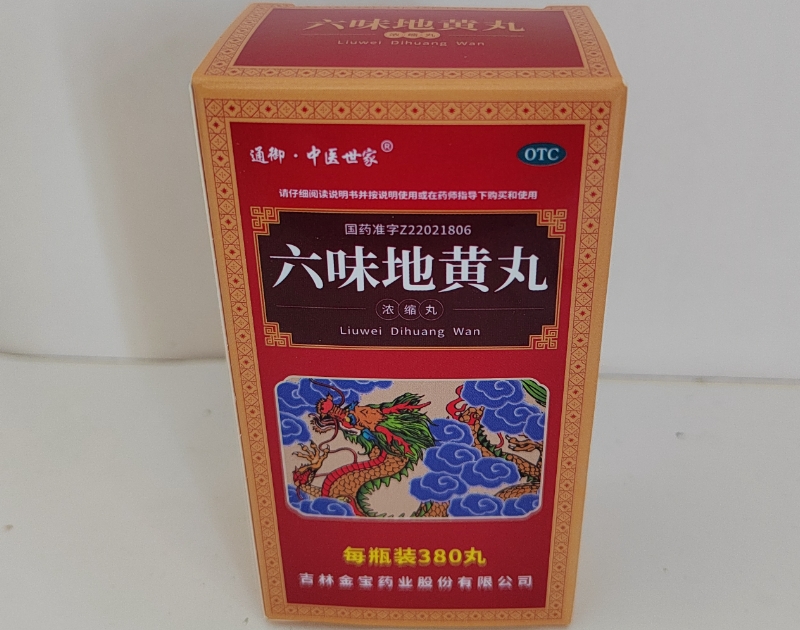 六味地黄丸
浓缩丸
Liuwei Dihuang Wan
通御·中医世家®
OTC
请仔细阅读说明书并按说明使用或在药师指导下购买和使用
国药准字Z22021806
六味地黄丸
浓缩丸
Liuwei Dihuang Wan
每瓶装380丸
吉林金宝药业股份有限公司